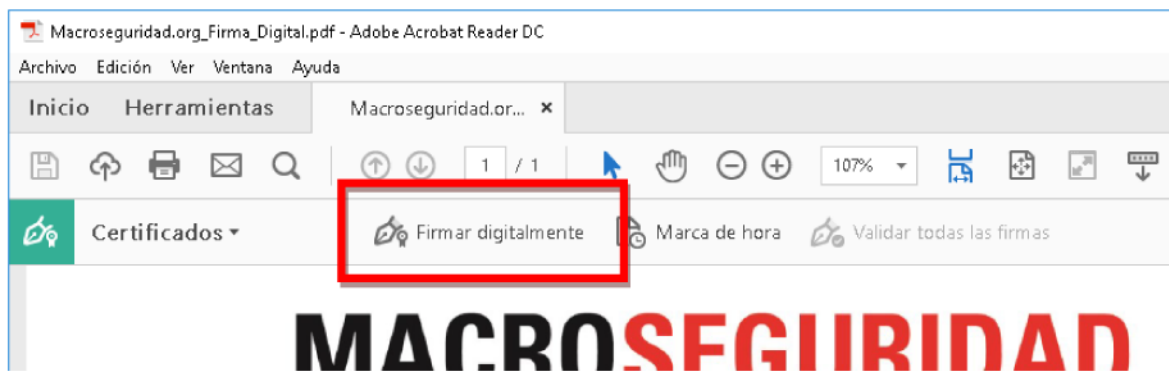 Macroseguridad.org_Firma_Digital.pdf - Adobe Acrobat Reader DC
Archivo Edición Ver Ventana Ayuda
Inicio Herramientas Macroseguridad.or... ×
1 / 1 107%
Certificados Firmar digitalmente Marca de hora Validar todas las firmas
MACROSEGURIDAD